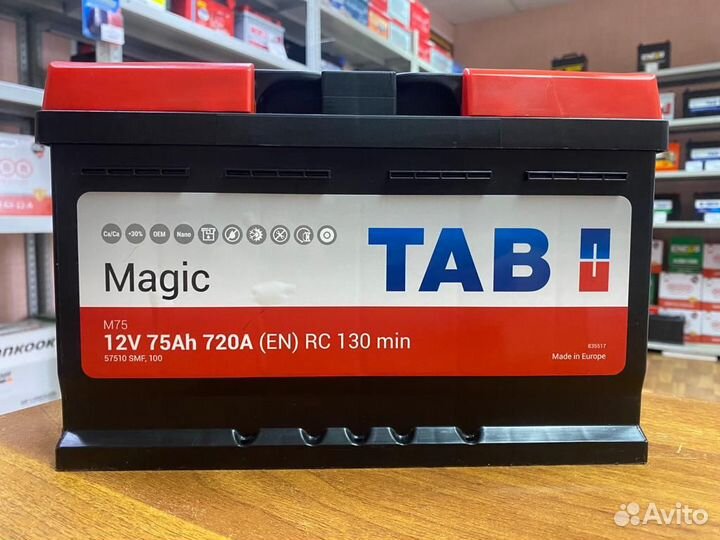 Ca/Ca +30% OEM Nano
TAB
Magic
M75
12V 75Ah 720A (EN) RC 130 min
57510 SMF, 100
635517
Made in Europe
Avito